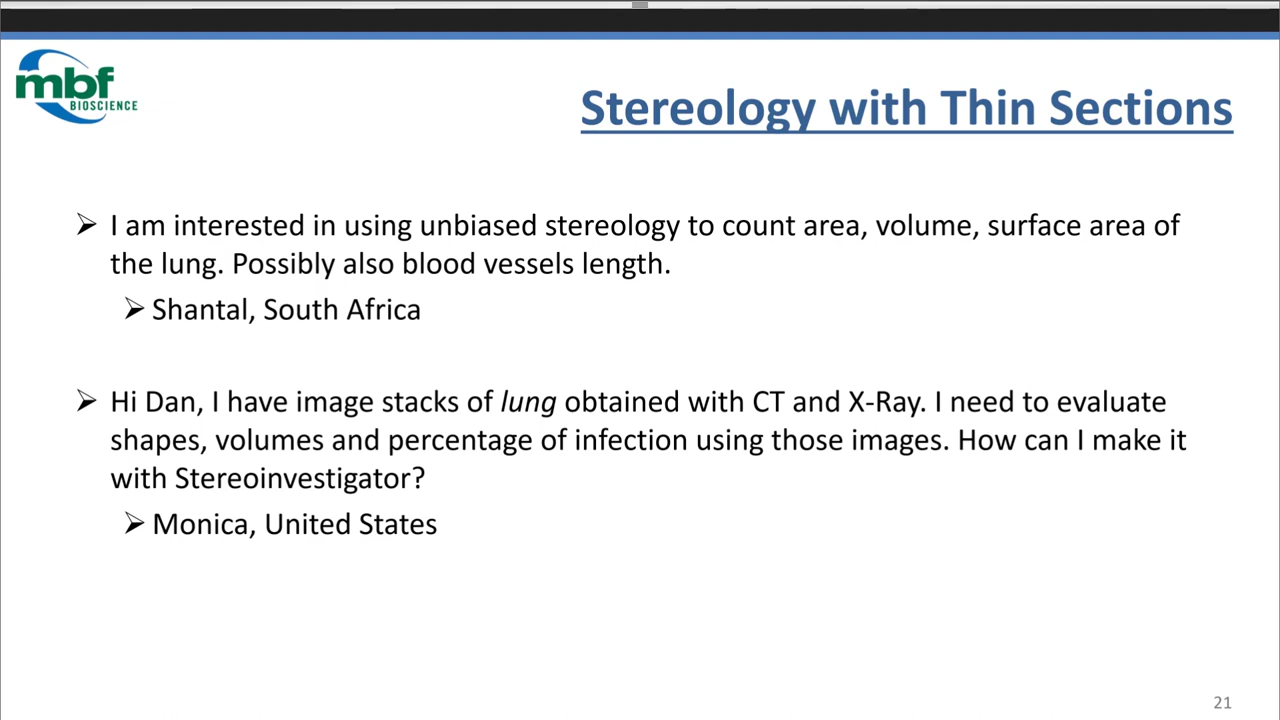 mbf
BIOSCIENCE
Stereology with Thin Sections
I am interested in using unbiased stereology to count area, volume, surface area of
the lung. Possibly also blood vessels length.
Shantal, South Africa
Hi Dan, I have image stacks of lung obtained with CT and X-Ray. I need to evaluate
shapes, volumes and percentage of infection using those images. How can I make it
with Stereoinvestigator?
Monica, United States
21